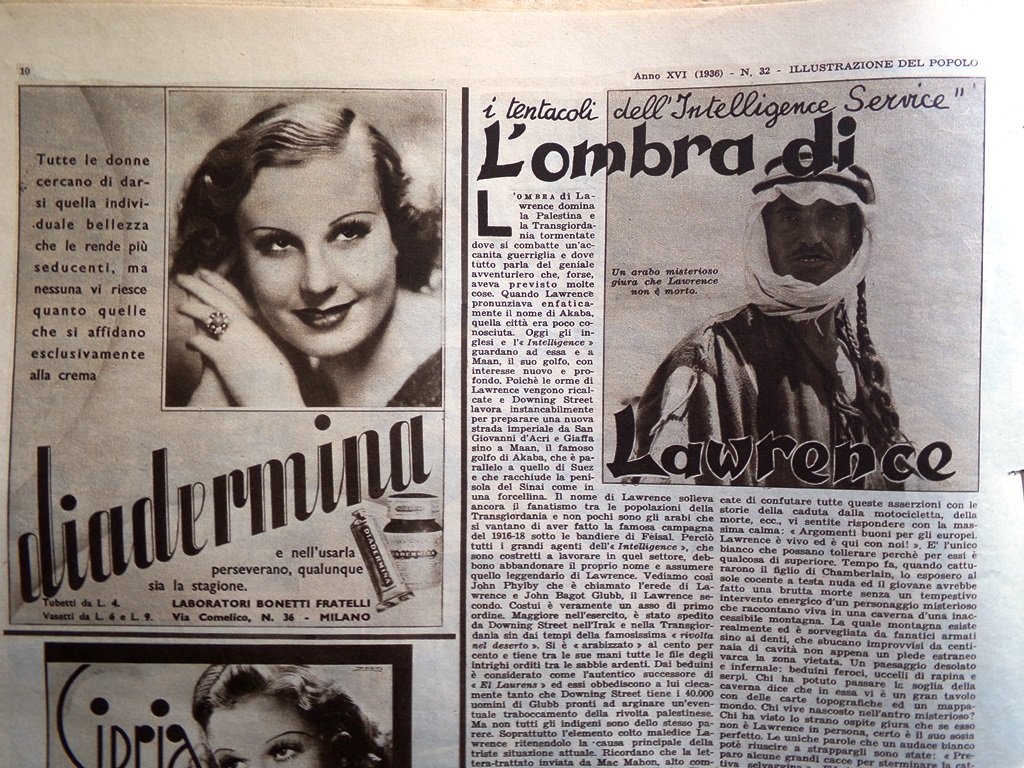 10
Anno XVI (1936) - N. 32 - ILLUSTRAZIONE DEL POPOLO
Tutte le donne
cercano di dar-
si quella indivi-
duale bellezza
che le rende più
seducenti, ma
nessuna vi riesce
quanto quelle
che si affidano
esclusivamente
alla crema
diadermina
DIADERMINA
DIADERMINA
e nell'usarla
perseverano, qualunque
sia la stagione.
Tubetti da L. 4.
Vasetti da L. 6 e L. 9.
LABORATORI BONETTI FRATELLI
Via Comelico, N. 36 - MILANO
Cipria
i tentacoli dell'Intelligence Service"
L'ombra di
Lawrence
Un arabo misterioso
giura che Lawrence
non è morto.
L'OMBRA di La-
wrence domina
la Palestina e
la Transgiorda-
nia tormentate
dove si combatte un'ac-
canita guerriglia e dove
tutto parla del geniale
avventuriero che, forse,
aveva previsto molte
cose. Quando Lawrence
pronunziava enfatica-
mente il nome di Akaba,
quella città era poco co-
nosciuta. Oggi gli in-
glesi e l'« Intelligence »
guardano ad essa e a
Maan, il suo golfo, con
interesse nuovo e pro-
fondo. Poichè le orme di
Lawrence vengono rical-
cate e Downing Street
lavora instancabilmente
per preparare una nuova
strada imperiale da San
Giovanni d'Acri e Giaffa
sino a Maan, il famoso
golfo di Akaba, che è pa-
rallelo a quello di Suez
e che racchiude la peni-
sola del Sinai come in
una forcellina. Il nome di Lawrence solleva
ancora il fanatismo tra le popolazioni della
Transgiordania e non pochi sono gli arabi che
si vantano di aver fatto la famosa campagna
del 1916-18 sotto le bandiere di Feisal. Perciò
tutti i grandi agenti dell'« Intelligence », che
sono costretti a lavorare in quel settore, deb-
bono abbandonare il proprio nome e assumere
quello leggendario di Lawrence. Vediamo così
John Phylby che è chiamato l'erede di La-
wrence e John Bagot Glubb, il Lawrence se-
condo. Costui è veramente un asso di primo
ordine. Maggiore nell'esercito, è stato spedito
da Downing Street nell'Irak e nella Transgior-
dania sin dai tempi della famosissima « rivolta
nel deserto ». Si è « arabizzato » al cento per
cento e tiene tra le sue mani tutte le file degli
intrighi orditi tra le sabbie ardenti. Dai beduini
è considerato come l'autentico successore di
« El Laurens » ed essi obbediscono a lui cieca-
mente tanto che Downing Street tiene i 40.000
uomini di Glubb pronti ad arginare un'even-
tuale traboccamento della rivolta palestinese.
Ma non tutti gli indigeni sono dello stesso pa-
rere. Soprattutto l'elemento colto maledice La-
wrence ritenendolo la causa principale della
triste situazione attuale. Ricordano che la let-
tera-trattato inviata da Mac Mahon, alto com-
cate di confutare tutte queste asserzioni con le
storie della caduta dalla motocicletta, della
morte, ecc., vi sentite rispondere con la mas-
sima calma: « Argomenti buoni per gli europei.
Lawrence è vivo ed è qui con noi! ». E' l'unico
bianco che possano tollerare perchè per essi è
qualcosa di superiore. Tempo fa, quando cattu-
rarono il figlio di Chamberlain, lo esposero al
sole cocente a testa nuda ed il giovane avrebbe
fatto una brutta morte senza un tempestivo
intervento energico d'un personaggio misterioso
che raccontano viva in una caverna d'una inac-
cessibile montagna. La quale montagna esiste
realmente ed è sorvegliata da fanatici armati
sino ai denti, che sbucano improvvisi da centi-
naia di cavità non appena un piede estraneo
varca la zona vietata. Un paesaggio desolato
e infernale: beduini feroci, uccelli di rapina e
serpi. Chi ha potuto passare la soglia della
caverna dice che in essa vi è un gran tavolo
con delle carte topografiche ed un mappa-
mondo. Chi vive nascosto nell'antro misterioso?
Chi ha visto lo strano ospite giura che se esso
non è Lawrence in persona, certo è il suo sosia
perfetto. Le uniche parole che un audace bianco
potè riuscire a strappargli sono state: « Pre-
paro alcune grandi cacce per sterminare la cat-
tiva selvaggina